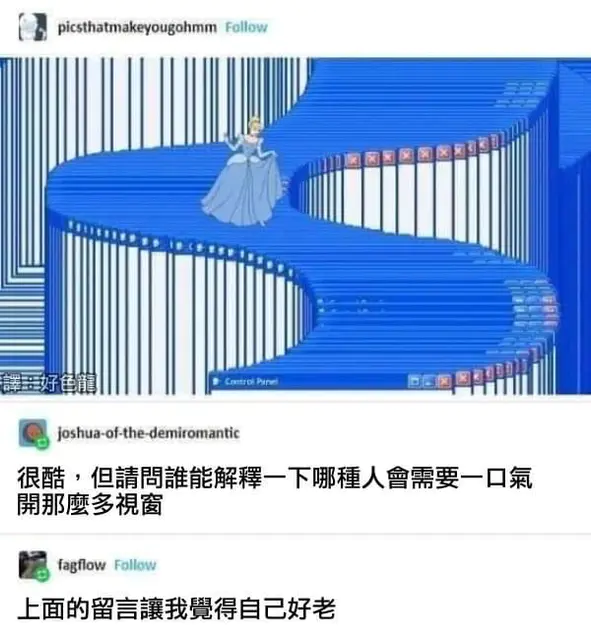 picsthatmakeyougohmm Follow
譯:好色龍
Control Panel
joshua-of-the-demiromantic
很酷,但請問誰能解釋一下哪種人會需要一口氣
開那麼多視窗
fagflow Follow
上面的留言讓我覺得自己好老